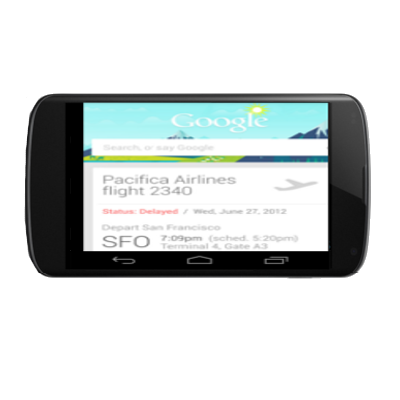 Google
Search, or say Google
Pacifica Airlines
flight 2340
Status: Delayed / Wed, June 27, 2012
Depart San Francisco
SFO 7:09pm (sched. 5:20pm)
Terminal 4, Gate A3